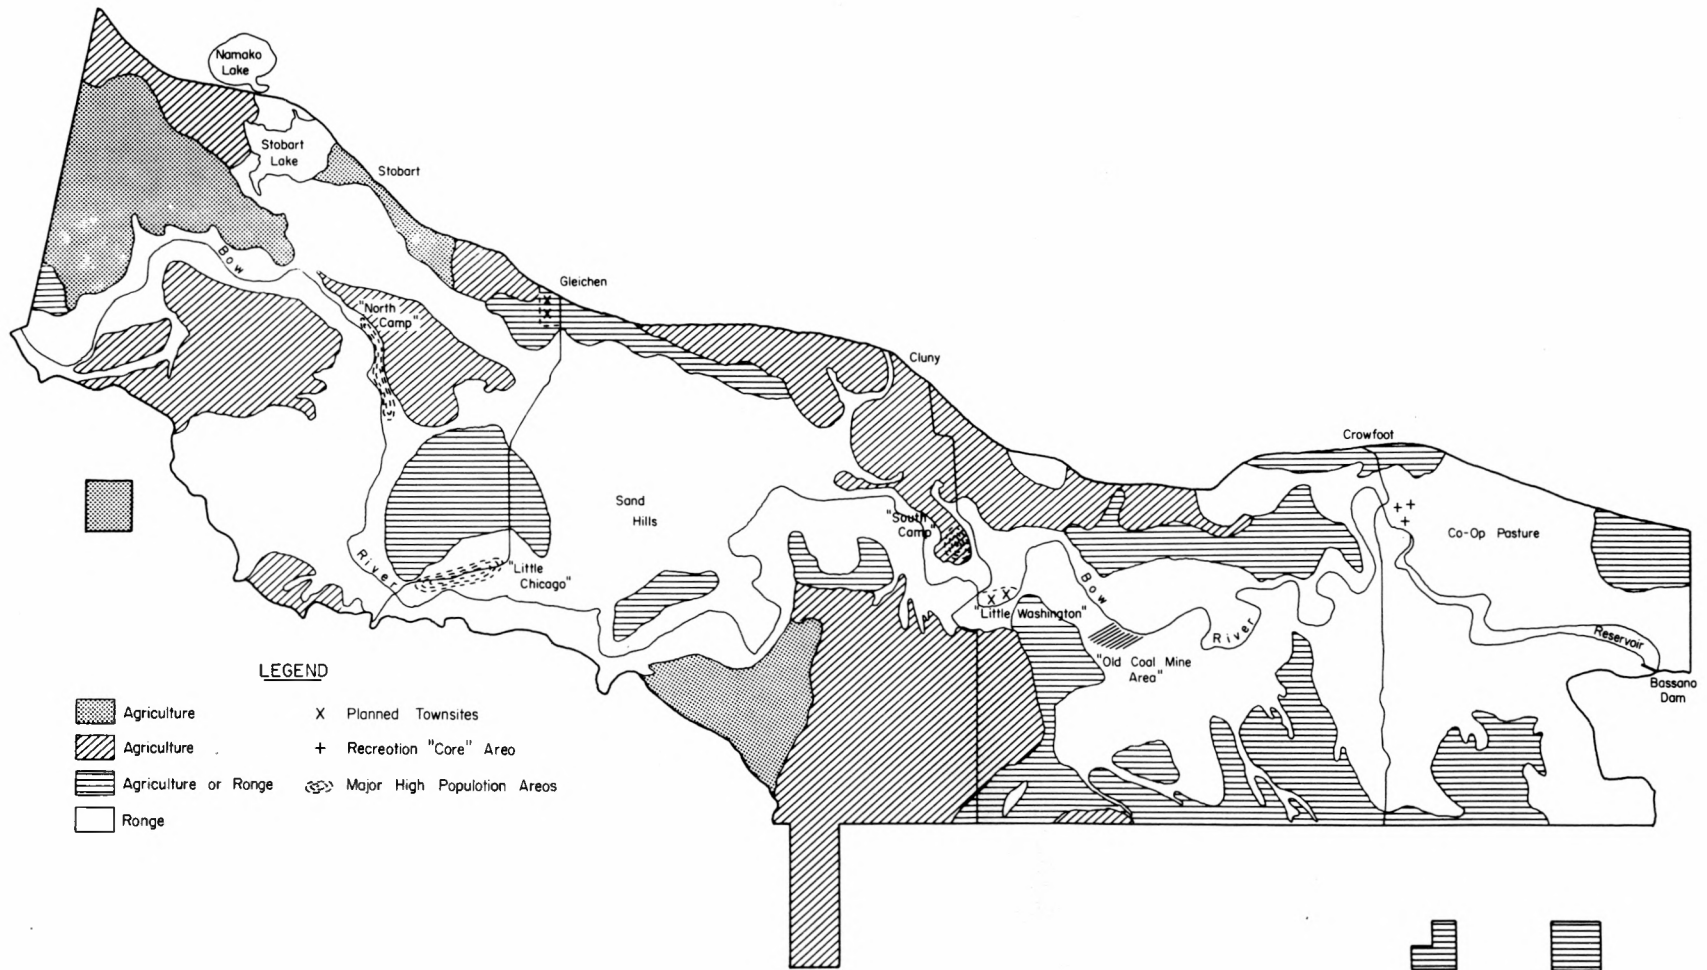 Namako
Lake
Stobart
Lake
Stobart
Bow
Gleichen
X
X
"North
Camp"
Cluny
Crowfoot
Sand
Hills
"South
Camp"
+ +
+
Co-Op Pasture
River
"Little
Chicago"
X X
"Little Washington"
Bow
River
"Old Coal Mine
Area"
Reservoir
Bassano
Dam
LEGEND
Agriculture
X Planned Townsites
Agriculture
+ Recreation "Core" Area
Agriculture or Range
Major High Population Areas
Range